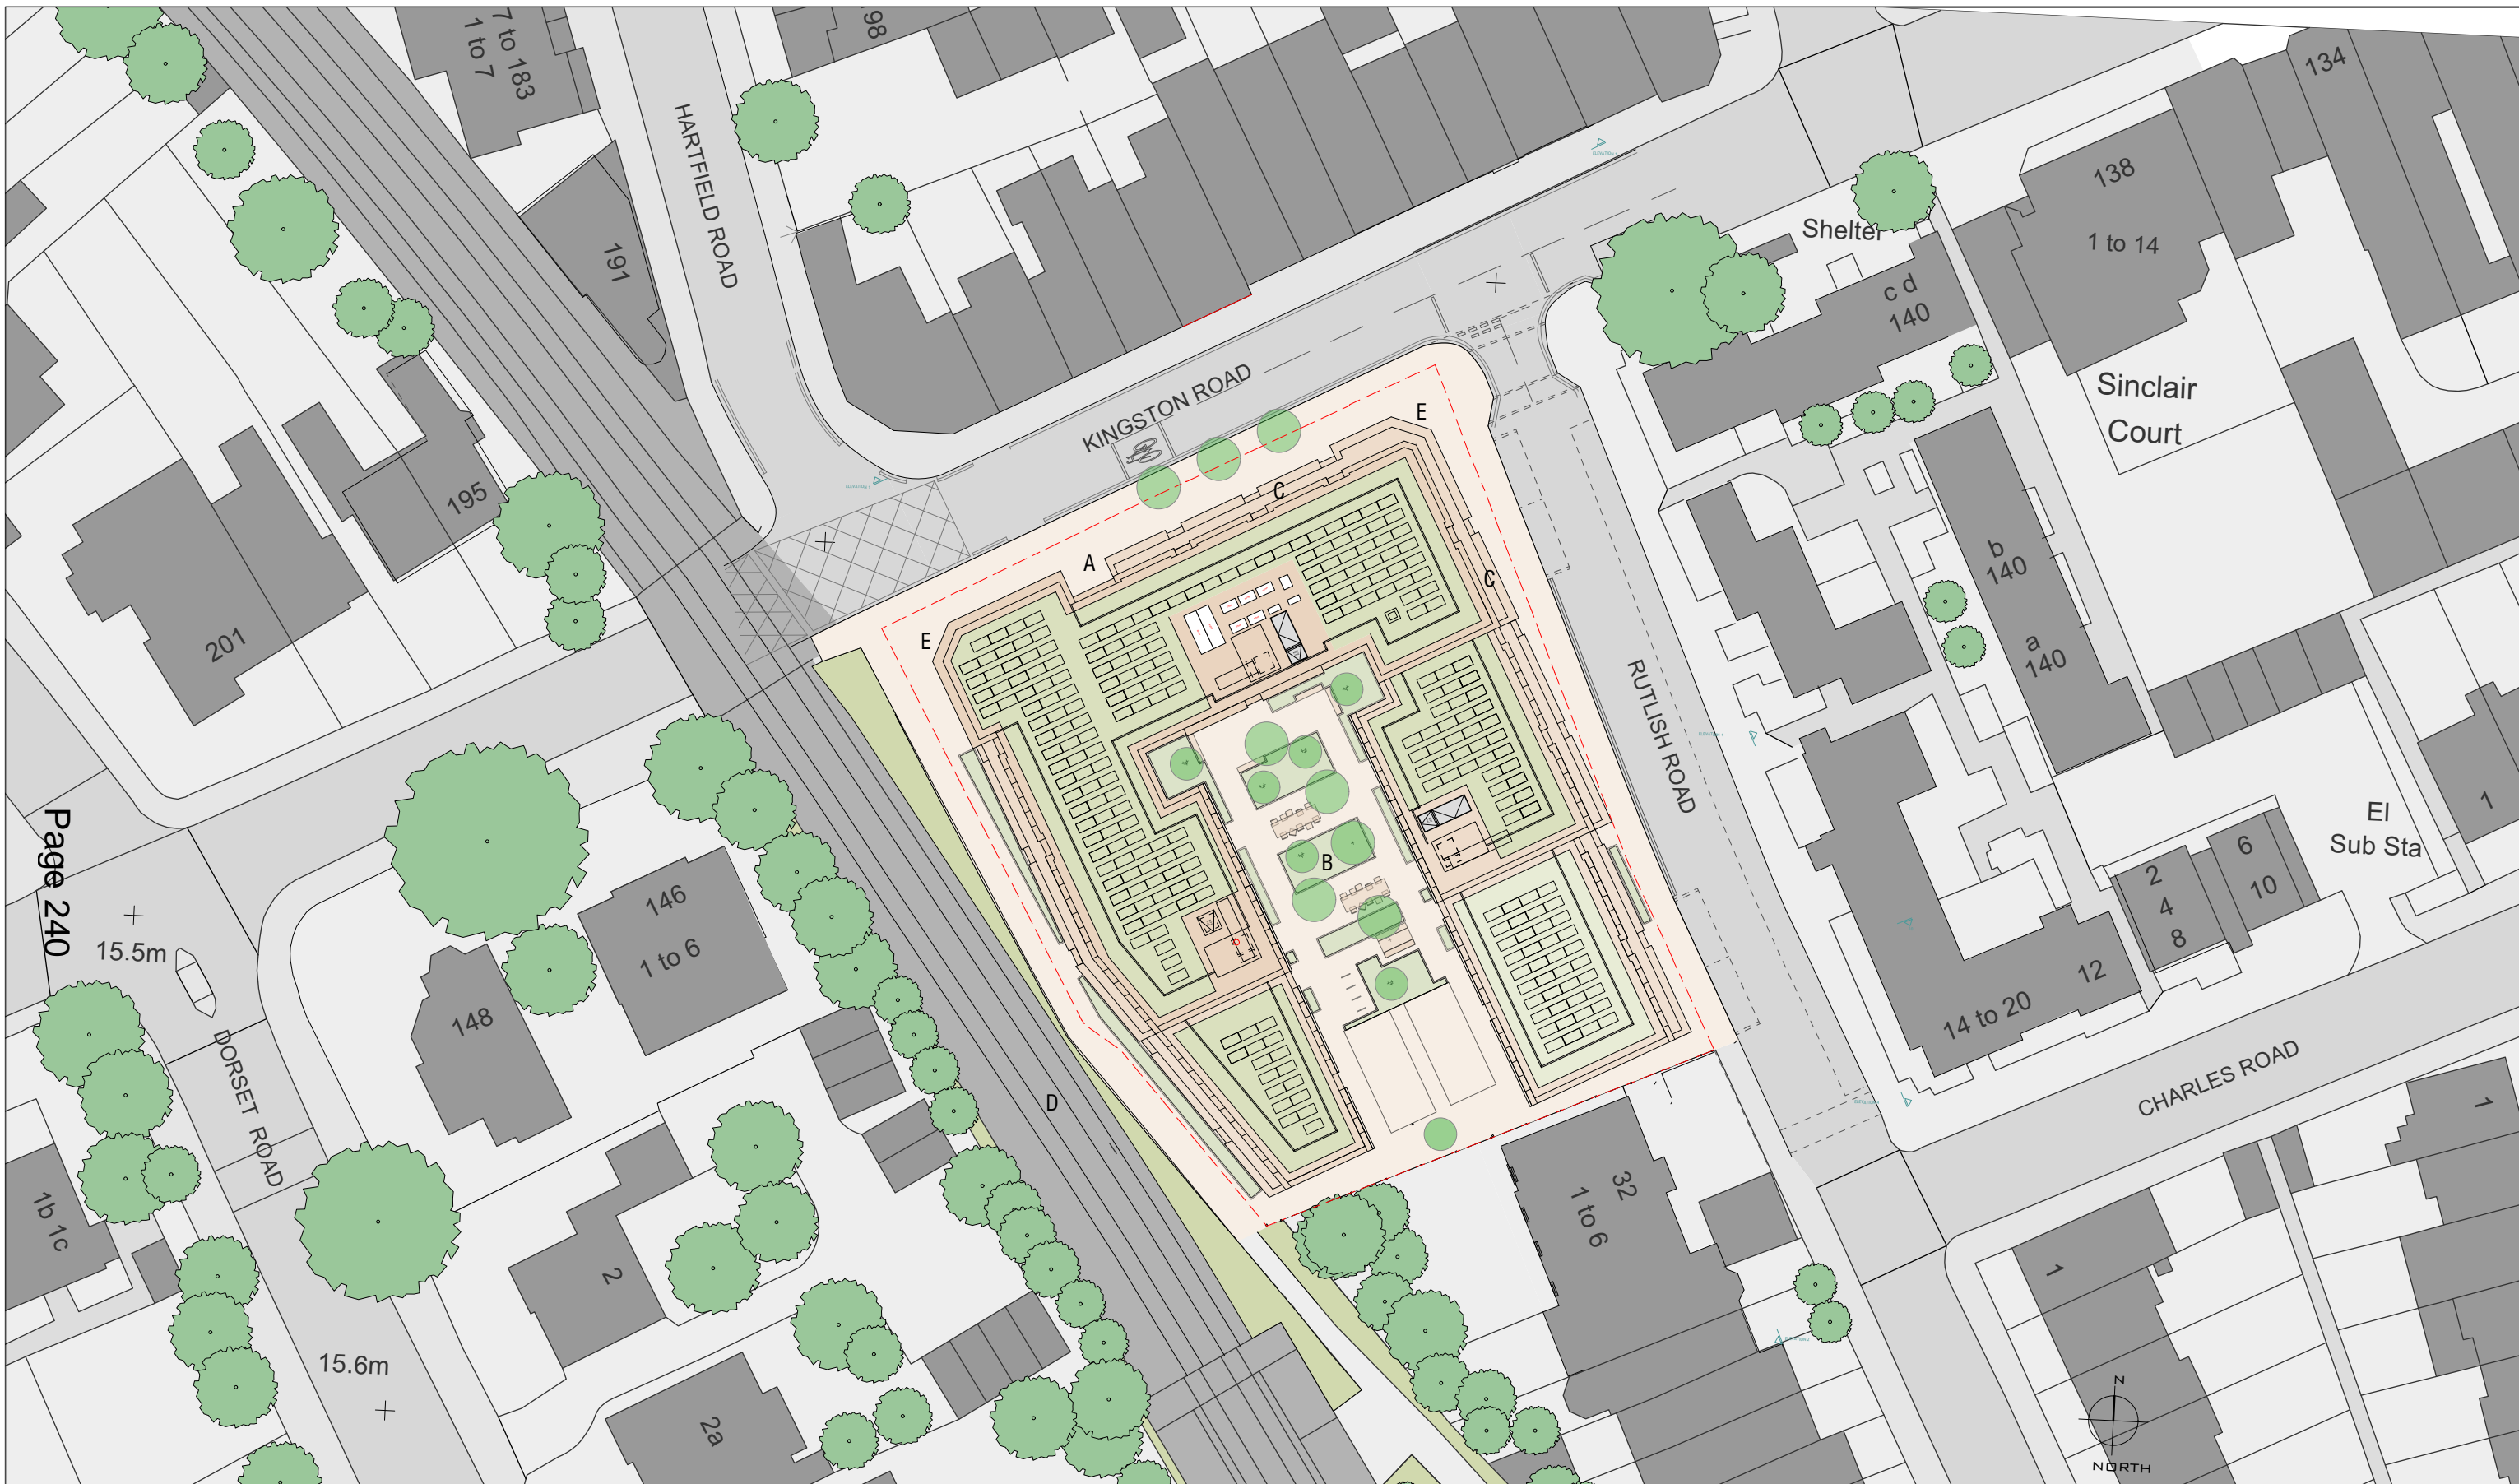 7 to 183
1 to 7
98
134
HARTFIELD ROAD
191
138
1 to 14
Shelter
c d
140
Sinclair
Court
KINGSTON ROAD
E
C
A
C
E
195
201
b
140
a
140
RUTLISH ROAD
El
Sub Sta
1
6
10
2
4
8
12
14 to 20
CHARLES ROAD
B
Page 240
15.5m
146
1 to 6
148
DORSET ROAD
D
1b 1c
2
32
1 to 6
1
1
15.6m
2a
N
NORTH